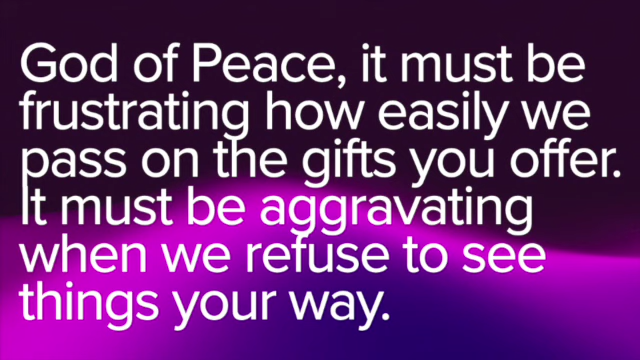 God of Peace, it must be
frustrating how easily we
pass on the gifts you offer.
It must be aggravating
when we refuse to see
things your way.